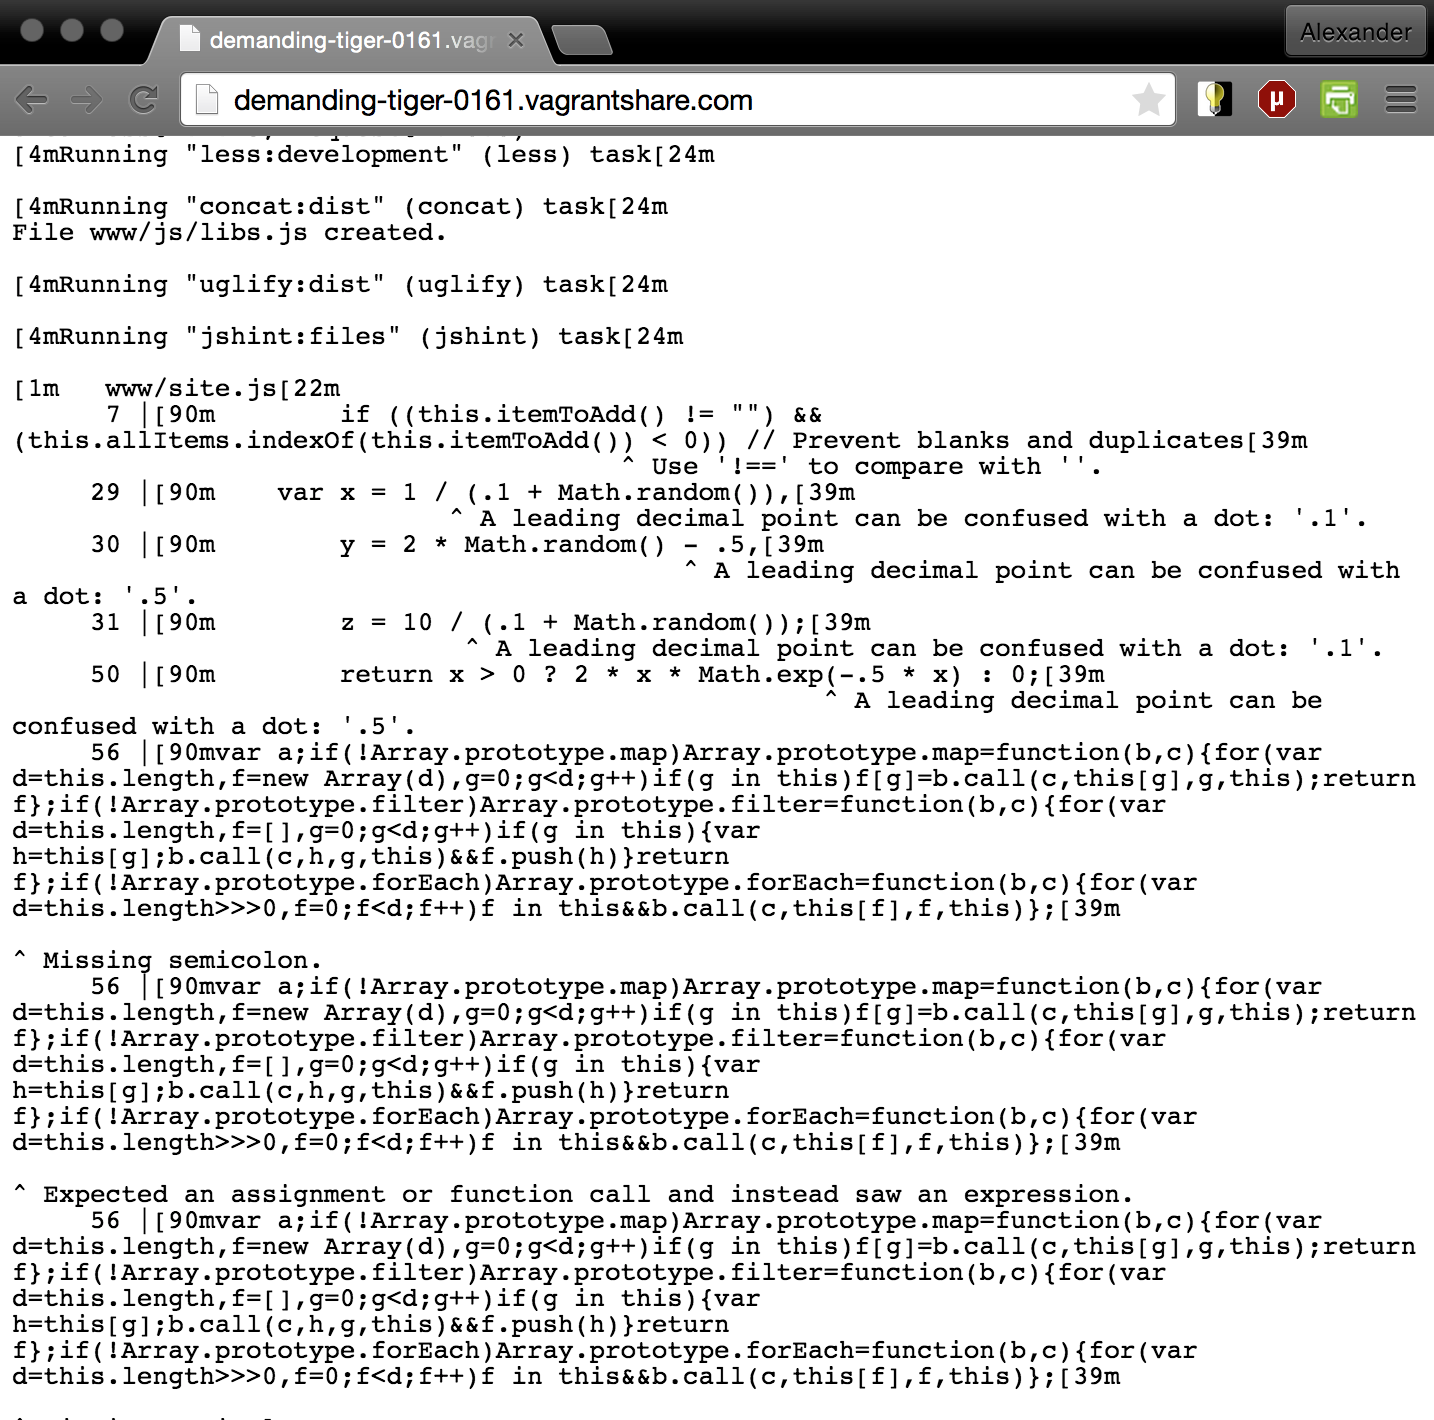 demanding-tiger-0161.vag
Alexander
demanding-tiger-0161.vagrantshare.com
[4mRunning "less:development" (less) task[24m
[4mRunning "concat:dist" (concat) task[24m
File www/js/libs.js created.
[4mRunning "uglify:dist" (uglify) task[24m
[4mRunning "jshint:files" (jshint) task[24m
[1m   www/site.js[22m
      7 |[90m        if ((this.itemToAdd() != "") &&
(this.allItems.indexOf(this.itemToAdd()) < 0)) // Prevent blanks and duplicates[39m
                                       ^ Use '!==' to compare with ''.
     29 |[90m    var x = 1 / (.1 + Math.random()),[39m
                            ^ A leading decimal point can be confused with a dot: '.1'.
     30 |[90m        y = 2 * Math.random() - .5,[39m
                                           ^ A leading decimal point can be confused with
a dot: '.5'.
     31 |[90m        z = 10 / (.1 + Math.random());[39m
                             ^ A leading decimal point can be confused with a dot: '.1'.
     50 |[90m        return x > 0 ? 2 * x * Math.exp(-.5 * x) : 0;[39m
                                                    ^ A leading decimal point can be
confused with a dot: '.5'.
     56 |[90mvar a;if(!Array.prototype.map)Array.prototype.map=function(b,c){for(var
d=this.length,f=new Array(d),g=0;g<d;g++)if(g in this)f[g]=b.call(c,this[g],g,this);return
f};if(!Array.prototype.filter)Array.prototype.filter=function(b,c){for(var
d=this.length,f=[],g=0;g<d;g++)if(g in this){var
h=this[g];b.call(c,h,g,this)&&f.push(h)}return
f};if(!Array.prototype.forEach)Array.prototype.forEach=function(b,c){for(var
d=this.length>>>0,f=0;f<d;f++)f in this&&b.call(c,this[f],f,this)};[39m
^ Missing semicolon.
     56 |[90mvar a;if(!Array.prototype.map)Array.prototype.map=function(b,c){for(var
d=this.length,f=new Array(d),g=0;g<d;g++)if(g in this)f[g]=b.call(c,this[g],g,this);return
f};if(!Array.prototype.filter)Array.prototype.filter=function(b,c){for(var
d=this.length,f=[],g=0;g<d;g++)if(g in this){var
h=this[g];b.call(c,h,g,this)&&f.push(h)}return
f};if(!Array.prototype.forEach)Array.prototype.forEach=function(b,c){for(var
d=this.length>>>0,f=0;f<d;f++)f in this&&b.call(c,this[f],f,this)};[39m
^ Expected an assignment or function call and instead saw an expression.
     56 |[90mvar a;if(!Array.prototype.map)Array.prototype.map=function(b,c){for(var
d=this.length,f=new Array(d),g=0;g<d;g++)if(g in this)f[g]=b.call(c,this[g],g,this);return
f};if(!Array.prototype.filter)Array.prototype.filter=function(b,c){for(var
d=this.length,f=[],g=0;g<d;g++)if(g in this){var
h=this[g];b.call(c,h,g,this)&&f.push(h)}return
f};if(!Array.prototype.forEach)Array.prototype.forEach=function(b,c){for(var
d=this.length>>>0,f=0;f<d;f++)f in this&&b.call(c,this[f],f,this)};[39m